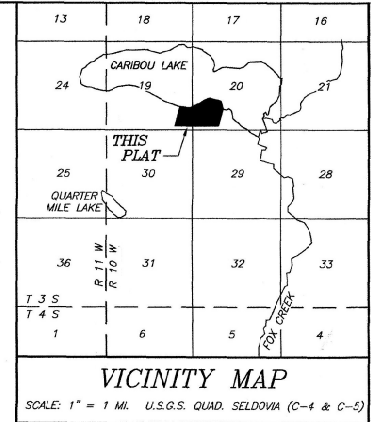 13 18 17 16
CARIBOU LAKE
24 19 20 21
THIS
PLAT
25 30 29 28
QUARTER
MILE LAKE
36 R 11 W R 10 W 31 32 33
T 3 S
T 4 S
FOX CREEK
1 6 5 4
VICINITY MAP
SCALE: 1" = 1 MI. U.S.G.S. QUAD. SELDOVIA (C-4 & C-5)